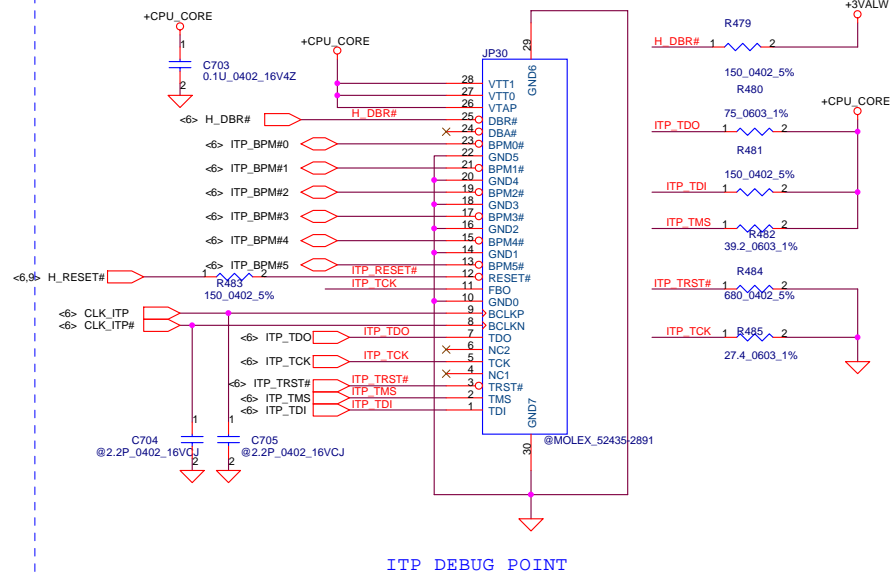 +CPU_CORE
1
C703
0.1U_0402_16V4Z
2
+CPU_CORE
JP30
29
GND6
28 VTT1
27 VTT0
26 VTAP
<6> H_DBR# H_DBR# 25 DBR#
24 DBA#
<6> ITP_BPM#0 23 BPM0#
22 GND5
<6> ITP_BPM#1 21 BPM1#
20 GND4
<6> ITP_BPM#2 19 BPM2#
18 GND3
<6> ITP_BPM#3 17 BPM3#
16 GND2
<6> ITP_BPM#4 15 BPM4#
14 GND1
<6> ITP_BPM#5 13 BPM5#
<6,9> H_RESET# 1 2 ITP_RESET# 12 RESET#
R483
150_0402_5%
ITP_TCK 11 FBO
10 GND0
<6> CLK_ITP 9 BCLKP
<6> CLK_ITP# 8 BCLKN
<6> ITP_TDO ITP_TDO 7 TDO
6 NC2
<6> ITP_TCK ITP_TCK 5 TCK
4 NC1
<6> ITP_TRST# ITP_TRST# 3 TRST#
<6> ITP_TMS ITP_TMS 2 TMS
<6> ITP_TDI ITP_TDI 1 TDI
GND7
30
@MOLEX_52435-2891
1
C704
@2.2P_0402_16VCJ
2
1
C705
@2.2P_0402_16VCJ
2
+3VALW
R479
H_DBR# 1 2
150_0402_5%
R480
75_0603_1%
+CPU_CORE
ITP_TDO 1 2
R481
150_0402_5%
ITP_TDI 1 2
ITP_TMS 1 2
R482
39.2_0603_1%
R484
ITP_TRST# 1 2
680_0402_5%
ITP_TCK 1 2
R485
27.4_0603_1%
ITP DEBUG POINT